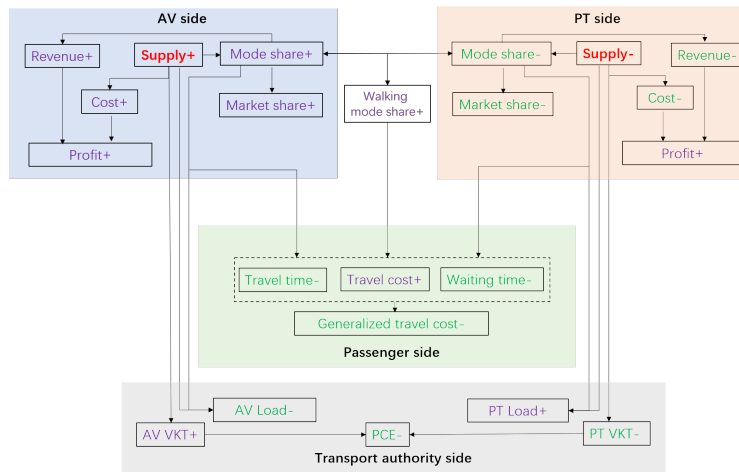 AV side
PT side
Revenue+
Supply+
Mode share+
Mode share-
Supply-
Revenue-
Cost+
Market share+
Walking
mode share+
Market share-
Cost-
Profit+
Profit+
Travel time-
Travel cost+
Waiting time-
Generalized travel cost-
Passenger side
AV Load-
PT Load+
AV VKT+
PCE-
PT VKT-
Transport authority side